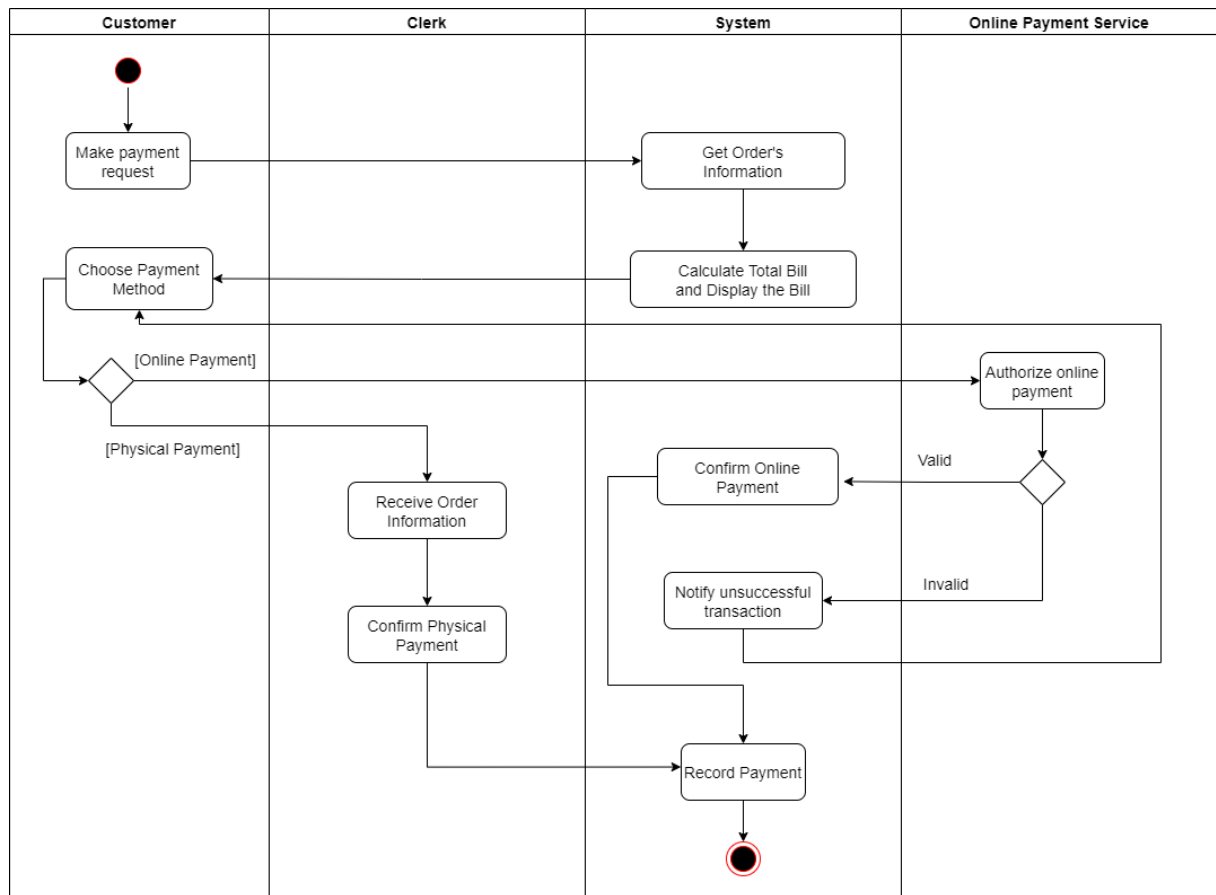 Customer
Clerk
System
Online Payment Service
Make payment
request
Get Order's
Information
Choose Payment
Method
Calculate Total Bill
and Display the Bill
[Online Payment]
Authorize online
payment
[Physical Payment]
Confirm Online
Payment
Valid
Receive Order
Information
Notify unsuccessful
transaction
Invalid
Confirm Physical
Payment
Record Payment